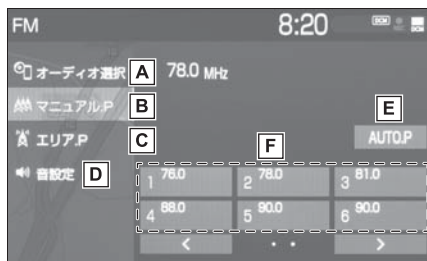 FM 8:20 DCM
オーディオ選択 A 78.0 MHz
マニュアル.P B
E
エリア.P C
F AUTO.P
音設定 D
1 76.0 2 78.0 3 81.0
4 88.0 5 90.0 6 90.0
< • • >